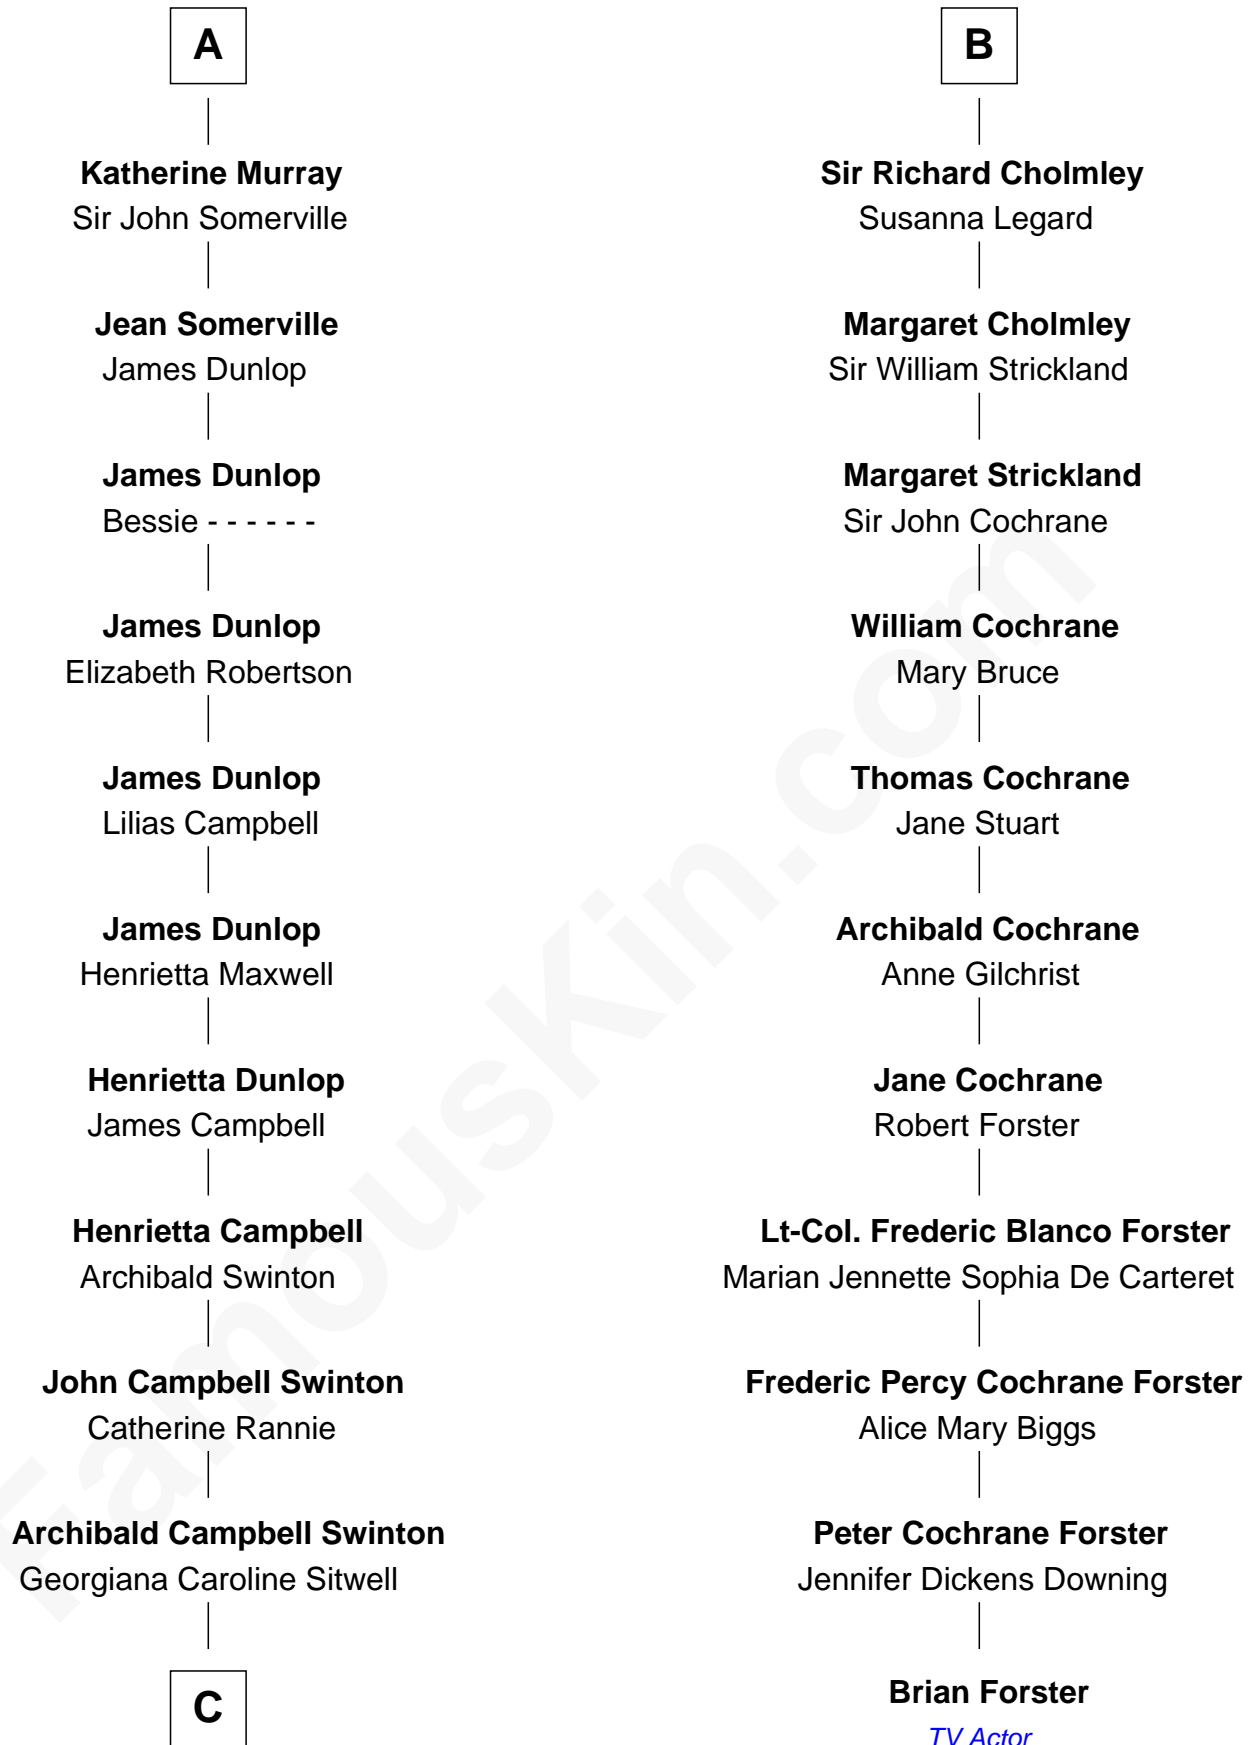 A
Katherine Murray
Sir John Somerville
Jean Somerville
James Dunlop
James Dunlop
Bessie - - - - - -
James Dunlop
Elizabeth Robertson
James Dunlop
Lilias Campbell
James Dunlop
Henrietta Maxwell
Henrietta Dunlop
James Campbell
Henrietta Campbell
Archibald Swinton
John Campbell Swinton
Catherine Rannie
Archibald Campbell Swinton
Georgiana Caroline Sitwell
C
B
Sir Richard Cholmley
Susanna Legard
Margaret Cholmley
Sir William Strickland
Margaret Strickland
Sir John Cochrane
William Cochrane
Mary Bruce
Thomas Cochrane
Jane Stuart
Archibald Cochrane
Anne Gilchrist
Jane Cochrane
Robert Forster
Lt-Col. Frederic Blanco Forster
Marian Jennette Sophia De Carteret
Frederic Percy Cochrane Forster
Alice Mary Biggs
Peter Cochrane Forster
Jennifer Dickens Downing
Brian Forster
TV Actor
FamousKin.com